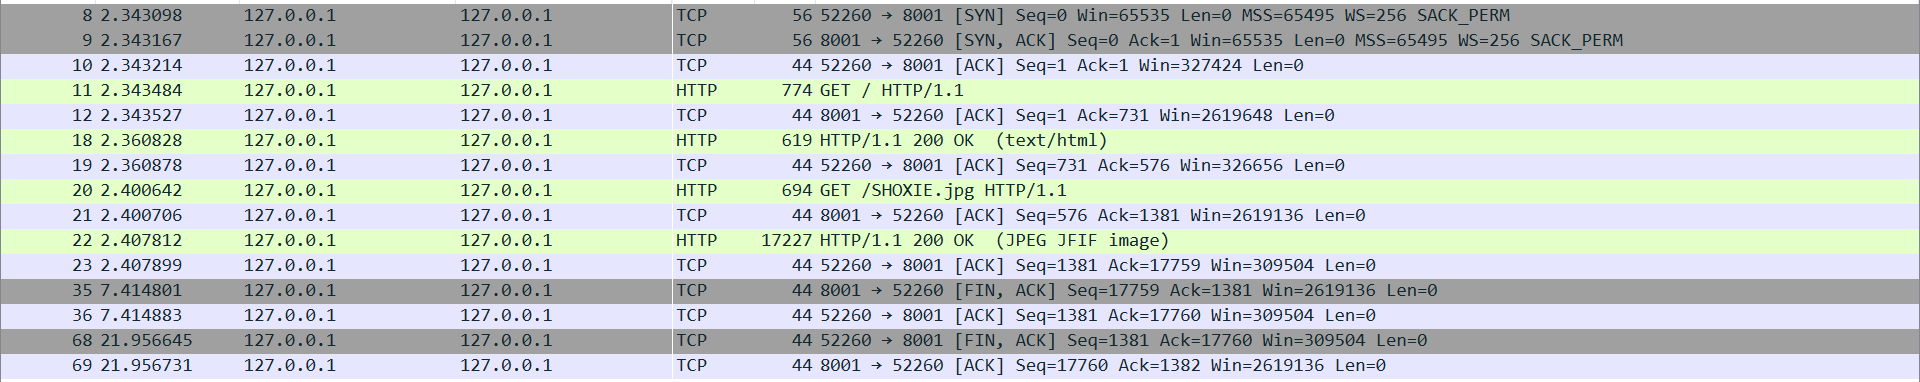 8 2.343098 127.0.0.1 127.0.0.1 TCP 56 52260 → 8001 [SYN] Seq=0 Win=65535 Len=0 MSS=65495 WS=256 SACK_PERM
9 2.343167 127.0.0.1 127.0.0.1 TCP 56 8001 → 52260 [SYN, ACK] Seq=0 Ack=1 Win=65535 Len=0 MSS=65495 WS=256 SACK_PERM
10 2.343214 127.0.0.1 127.0.0.1 TCP 44 52260 → 8001 [ACK] Seq=1 Ack=1 Win=327424 Len=0
11 2.343484 127.0.0.1 127.0.0.1 HTTP 774 GET / HTTP/1.1
12 2.343527 127.0.0.1 127.0.0.1 TCP 44 8001 → 52260 [ACK] Seq=1 Ack=731 Win=2619648 Len=0
18 2.360828 127.0.0.1 127.0.0.1 HTTP 619 HTTP/1.1 200 OK (text/html)
19 2.360878 127.0.0.1 127.0.0.1 TCP 44 52260 → 8001 [ACK] Seq=731 Ack=576 Win=326656 Len=0
20 2.400642 127.0.0.1 127.0.0.1 HTTP 694 GET /SHOXIE.jpg HTTP/1.1
21 2.400706 127.0.0.1 127.0.0.1 TCP 44 8001 → 52260 [ACK] Seq=576 Ack=1381 Win=2619136 Len=0
22 2.407812 127.0.0.1 127.0.0.1 HTTP 17227 HTTP/1.1 200 OK (JPEG JFIF image)
23 2.407899 127.0.0.1 127.0.0.1 TCP 44 52260 → 8001 [ACK] Seq=1381 Ack=17759 Win=309504 Len=0
35 7.414801 127.0.0.1 127.0.0.1 TCP 44 8001 → 52260 [FIN, ACK] Seq=17759 Ack=1381 Win=2619136 Len=0
36 7.414883 127.0.0.1 127.0.0.1 TCP 44 52260 → 8001 [ACK] Seq=1381 Ack=17760 Win=309504 Len=0
68 21.956645 127.0.0.1 127.0.0.1 TCP 44 52260 → 8001 [FIN, ACK] Seq=1381 Ack=17760 Win=309504 Len=0
69 21.956731 127.0.0.1 127.0.0.1 TCP 44 8001 → 52260 [ACK] Seq=17760 Ack=1382 Win=2619136 Len=0